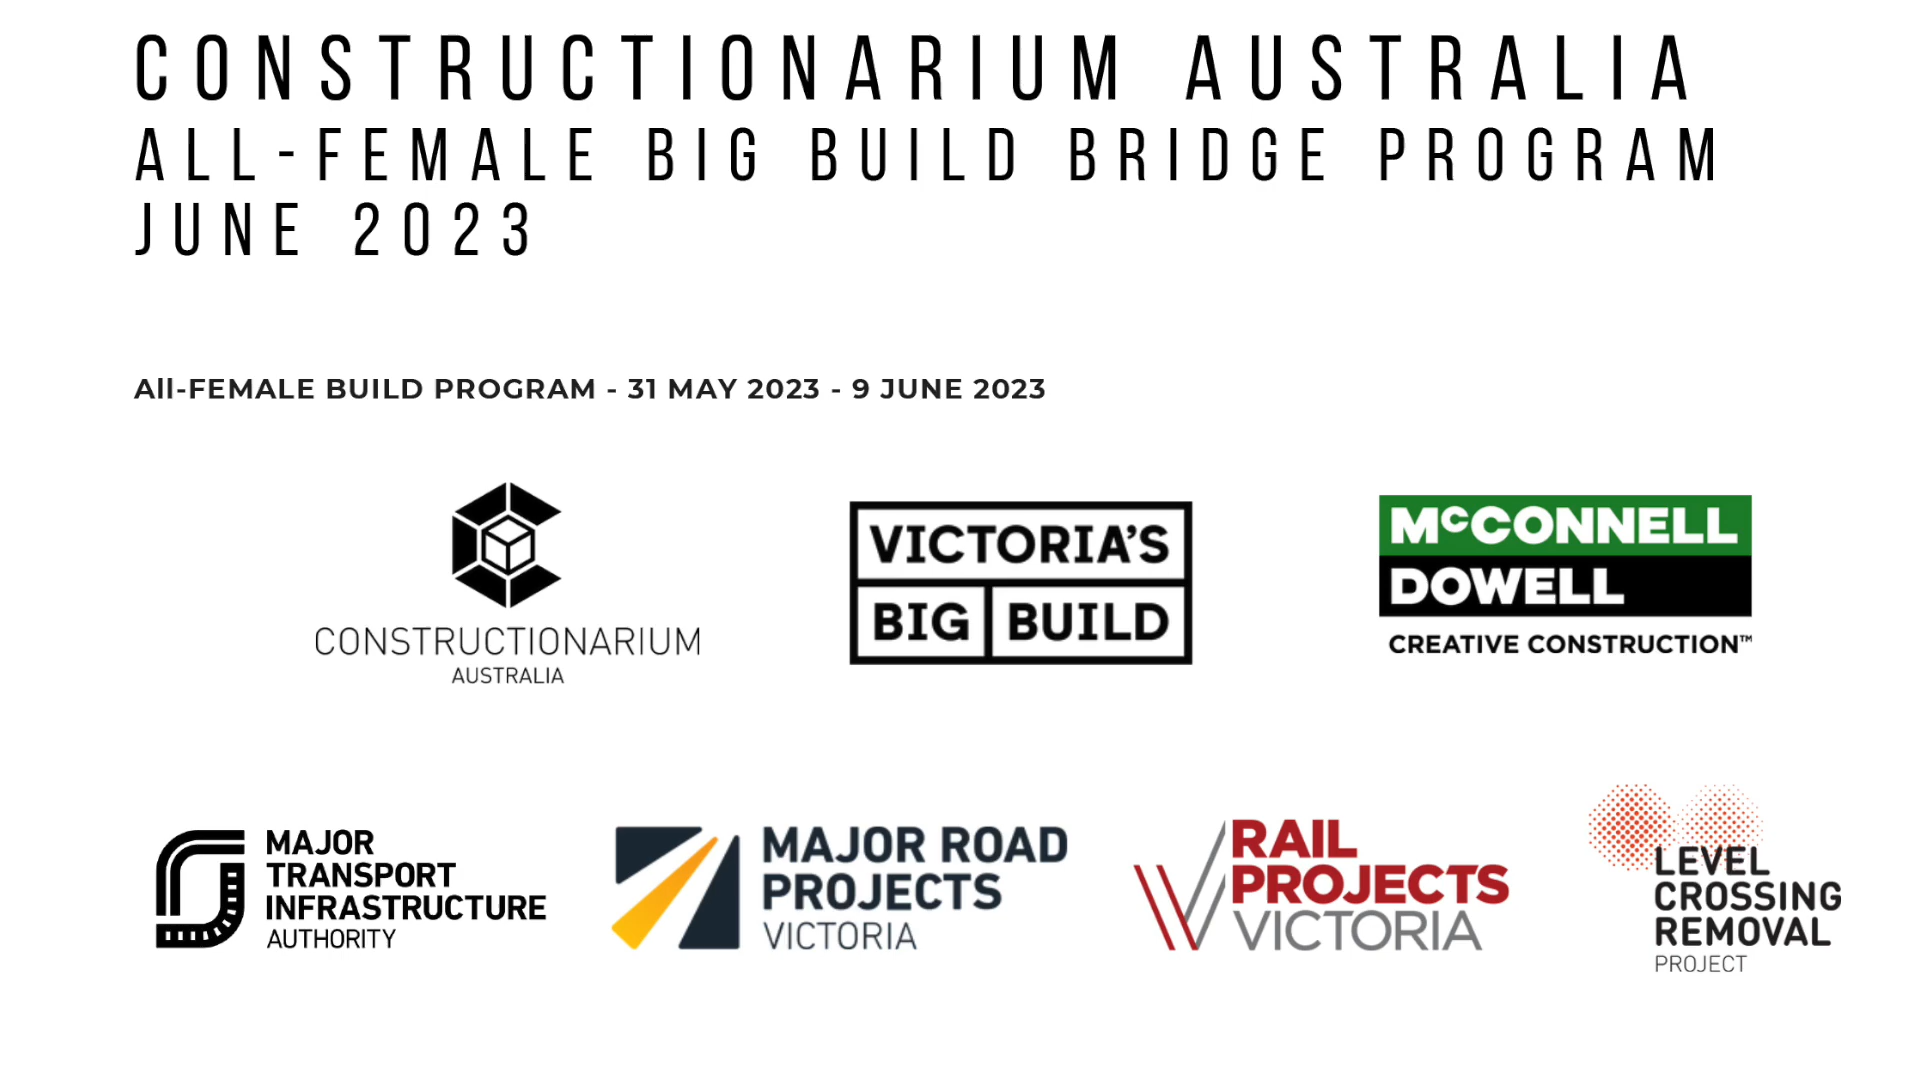 CONSTRUCTIONARIUM AUSTRALIA
ALL-FEMALE BIG BUILD BRIDGE PROGRAM
JUNE 2023
All-FEMALE BUILD PROGRAM - 31 MAY 2023 - 9 JUNE 2023
CONSTRUCTIONARIUM
AUSTRALIA
VICTORIA'S
BIG BUILD
McCONNELL
DOWELL
CREATIVE CONSTRUCTION™
MAJOR
TRANSPORT
INFRASTRUCTURE
AUTHORITY
MAJOR ROAD
PROJECTS
VICTORIA
RAIL
PROJECTS
VICTORIA
LEVEL
CROSSING
REMOVAL
PROJECT